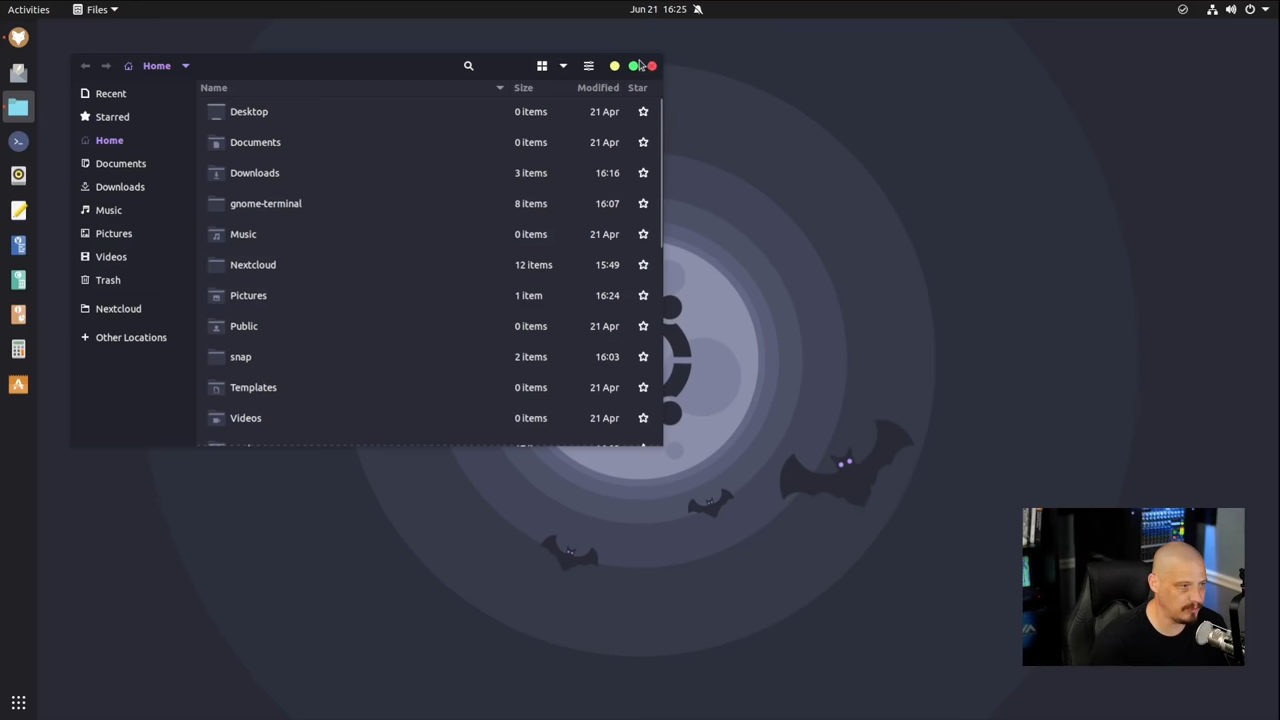 Activities Files Jun 21 16:25
Home
Name Size Modified Star
Recent
Starred
Home
Documents
Downloads
Music
Pictures
Videos
Trash
Nextcloud
+ Other Locations
Desktop 0 items 21 Apr
Documents 0 items 21 Apr
Downloads 3 items 16:16
gnome-terminal 8 items 16:07
Music 0 items 21 Apr
Nextcloud 12 items 15:49
Pictures 1 item 16:24
Public 0 items 21 Apr
snap 2 items 16:03
Templates 0 items 21 Apr
Videos 0 items 21 Apr